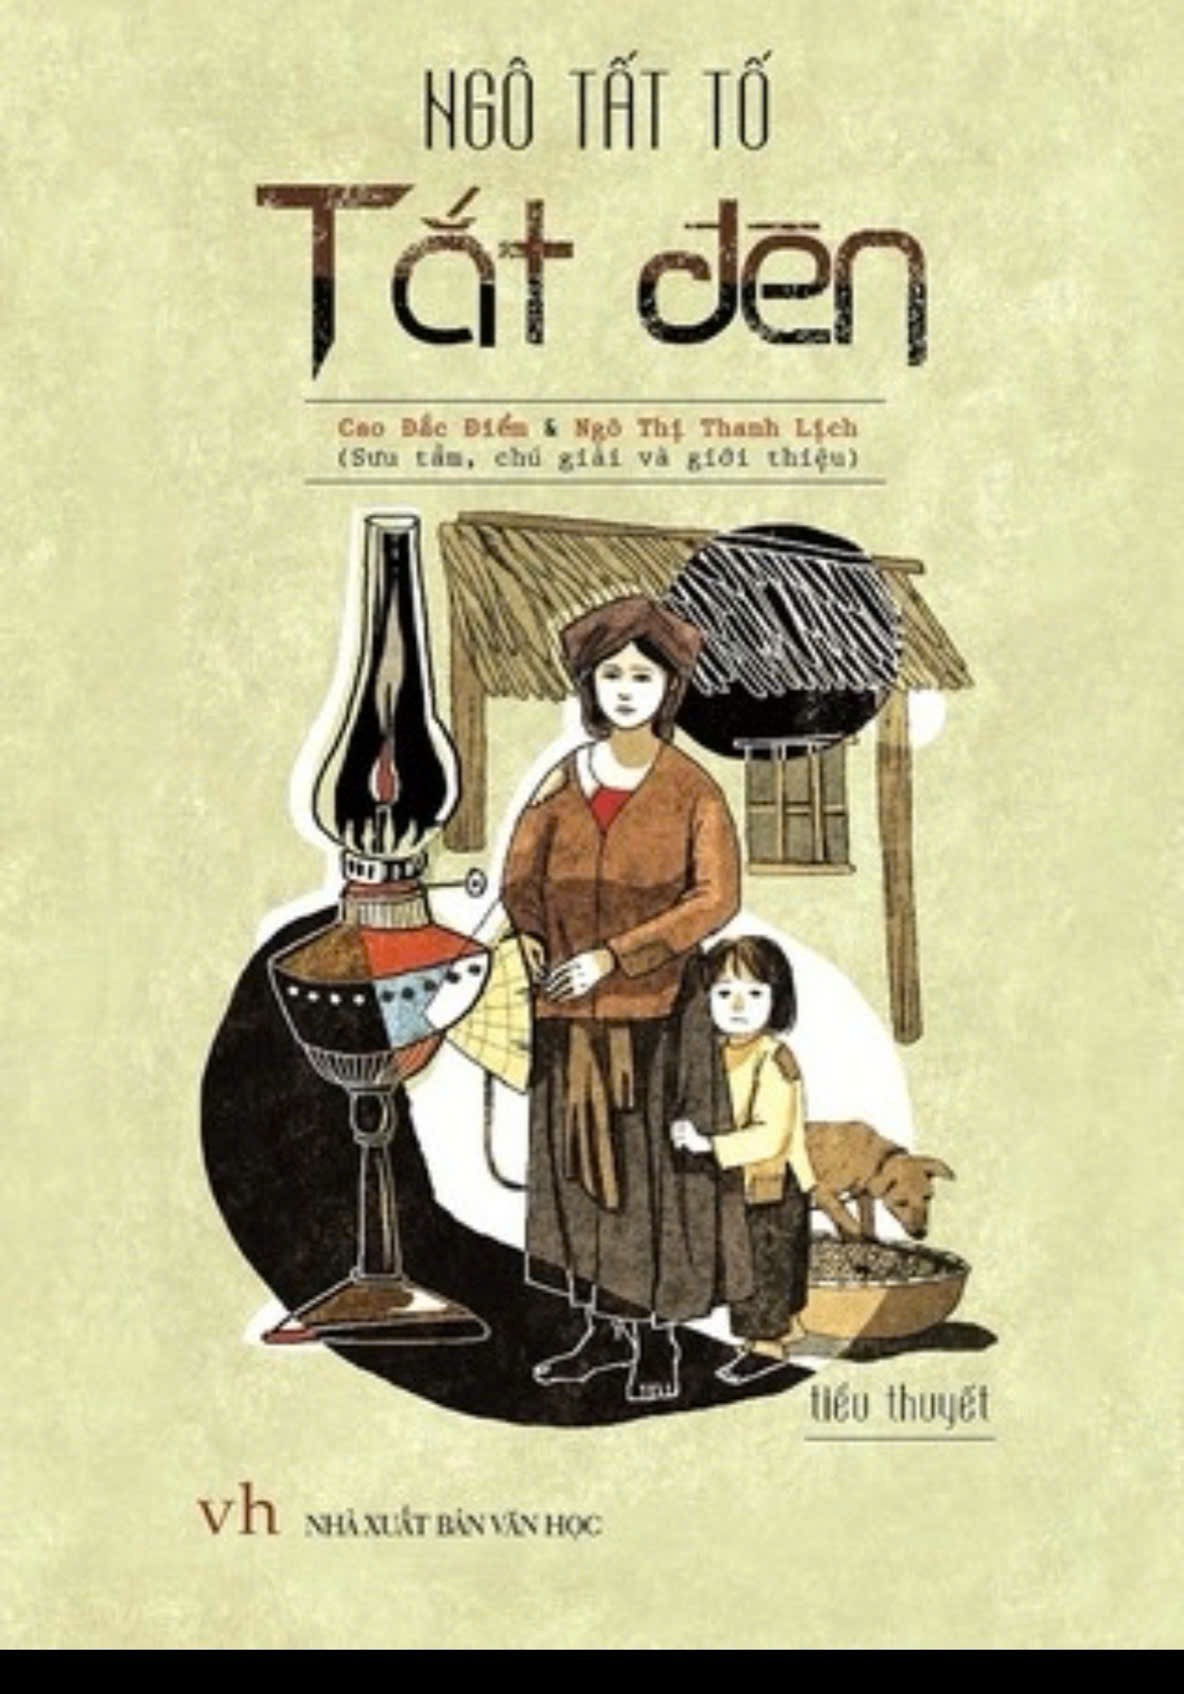 NGÔ TẤT TỐ
Tắt đèn
Cao Đắc Điểm & Ngô Thị Thanh Lịch
(Sưu tầm, chú giải và giới thiệu)
tiểu thuyết
vh NHÀ XUẤT BẢN VĂN HỌC